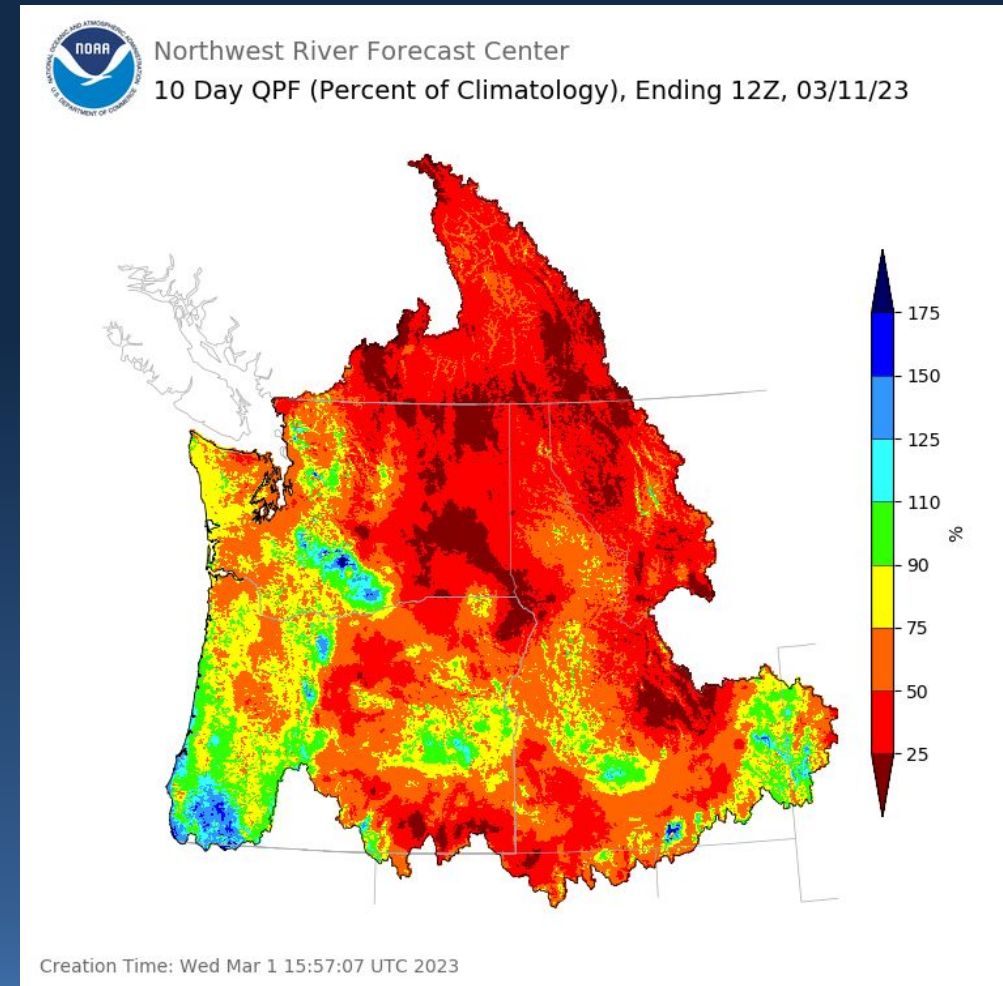 NATIONAL OCEANIC AND ATMOSPHERIC ADMINISTRATION
U.S. DEPARTMENT OF COMMERCE
NOAA
Northwest River Forecast Center
10 Day QPF (Percent of Climatology), Ending 12Z, 03/11/23
175
150
125
110
90
75
50
25
%
Creation Time: Wed Mar 1 15:57:07 UTC 2023